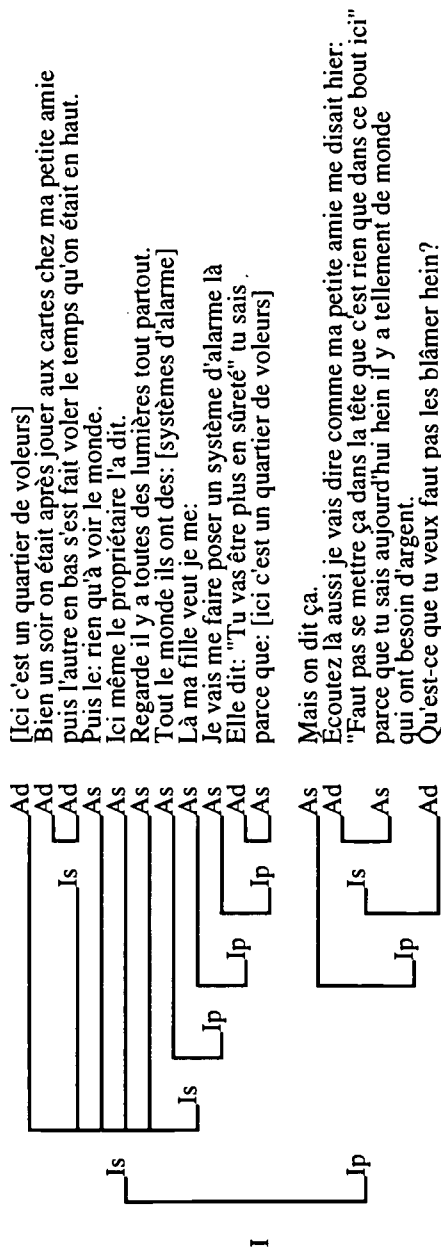 [Ici c'est un quartier de voleurs]
Bien un soir on était après jouer aux cartes chez ma petite amie
puis l'autre en bas s'est fait voler le temps qu'on était en haut.
Puis le: rien qu'à voir le monde.
Ici même le propriétaire l'a dit.
Regarde il y a toutes des lumières tout partout.
Tout le monde ils ont des: [systèmes d'alarme]
Là ma fille veut je me:
Je vais me faire poser un système d'alarme là
Elle dit: "Tu vas être plus en sûreté" tu sais.
parce que: [ici c'est un quartier de voleurs]
Mais on dit ça.
Écoutez là aussi je vais dire comme ma petite amie me disait hier:
"Faut pas se mettre ça dans la tête que c'est rien que dans ce bout ici"
parce que tu sais aujourd'hui hein il y a tellement de monde
qui ont besoin d'argent.
Qu'est-ce que tu veux faut pas les blâmer hein?
Ad
Ad
Ad
As
As
As
As
As
As
Ad
As
As
Ad
As
Ad
Is
Ip
Is
Ip
Ip
Ip
Is
Is
Ip
I